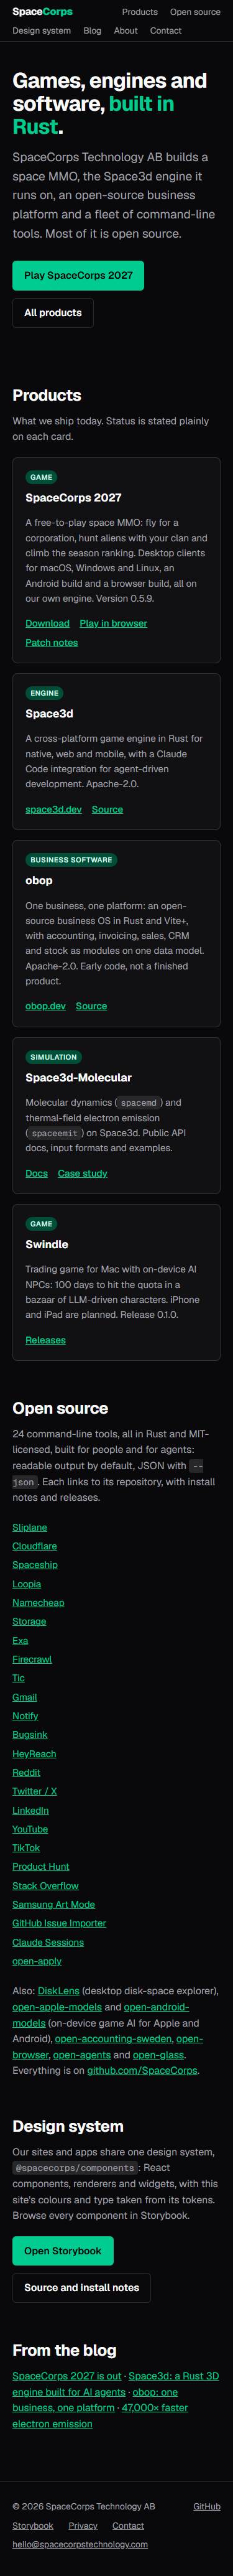 SpaceCorps
Products Open source
Design system Blog About Contact
Games, engines and
software, built in
Rust.
SpaceCorps Technology AB builds a
space MMO, the Space3d engine it
runs on, an open-source business
platform and a fleet of command-line
tools. Most of it is open source.
Play SpaceCorps 2027
All products
Products
What we ship today. Status is stated plainly
on each card.
GAME
SpaceCorps 2027
A free-to-play space MMO: fly for a
corporation, hunt aliens with your clan and
climb the season ranking. Desktop clients
for macOS, Windows and Linux, an
Android build and a browser build, all on
our own engine. Version 0.5.9.
Download Play in browser
Patch notes
ENGINE
Space3d
A cross-platform game engine in Rust for
native, web and mobile, with a Claude
Code integration for agent-driven
development. Apache-2.0.
space3d.dev Source
BUSINESS SOFTWARE
obop
One business, one platform: an open-
source business OS in Rust and Vite+,
with accounting, invoicing, sales, CRM
and stock as modules on one data model.
Apache-2.0. Early code, not a finished
product.
obop.dev Source
SIMULATION
Space3d-Molecular
Molecular dynamics (spacemd) and
thermal-field electron emission
(spaceemit) on Space3d. Public API
docs, input formats and examples.
Docs Case study
GAME
Swindle
Trading game for Mac with on-device AI
NPCs: 100 days to hit the quota in a
bazaar of LLM-driven characters. iPhone
and iPad are planned. Release 0.1.0.
Releases
Open source
24 command-line tools, all in Rust and MIT-
licensed, built for people and for agents:
readable output by default, JSON with --
json. Each links to its repository, with install
notes and releases.
Sliplane
Cloudflare
Spaceship
Loopia
Namecheap
Storage
Exa
Firecrawl
Tic
Gmail
Notify
Bugsink
HeyReach
Reddit
Twitter / X
LinkedIn
YouTube
TikTok
Product Hunt
Stack Overflow
Samsung Art Mode
GitHub Issue Importer
Claude Sessions
open-apply
Also: DiskLens (desktop disk-space explorer),
open-apple-models and open-android-
models (on-device game AI for Apple and
Android), open-accounting-sweden, open-
browser, open-agents and open-glass.
Everything is on github.com/SpaceCorps.
Design system
Our sites and apps share one design system,
@spacecorps/components: React
components, renderers and widgets, with this
site's colours and type taken from its tokens.
Browse every component in Storybook.
Open Storybook
Source and install notes
From the blog
SpaceCorps 2027 is out · Space3d: a Rust 3D
engine built for AI agents · obop: one
business, one platform · 47,000× faster
electron emission
© 2026 SpaceCorps Technology AB GitHub
Storybook Privacy Contact
hello@spacecorpstechnology.com